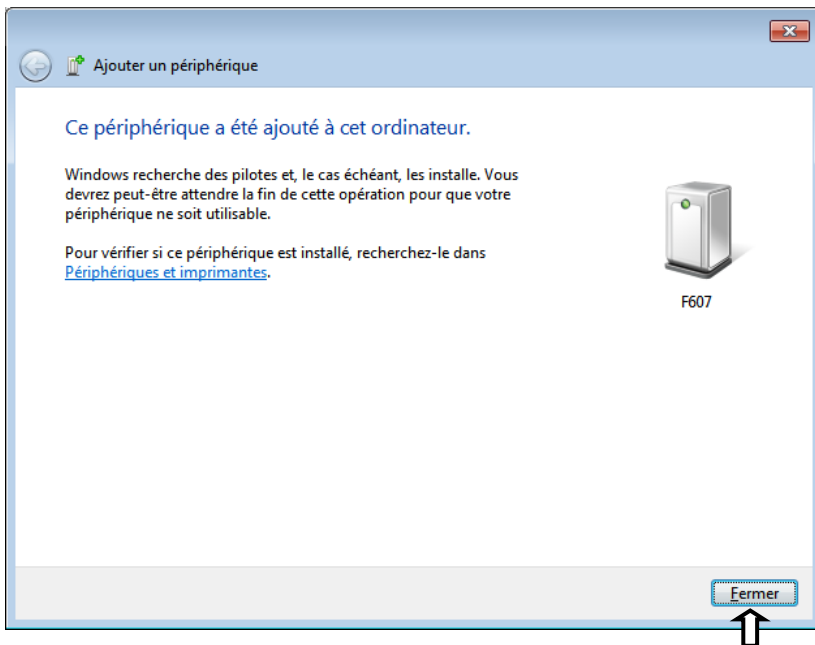 Ajouter un périphérique
Ce périphérique a été ajouté à cet ordinateur.
Windows recherche des pilotes et, le cas échéant, les installe. Vous
devrez peut-être attendre la fin de cette opération pour que votre
périphérique ne soit utilisable.
Pour vérifier si ce périphérique est installé, recherchez-le dans
Périphériques et imprimantes.
F607
Fermer